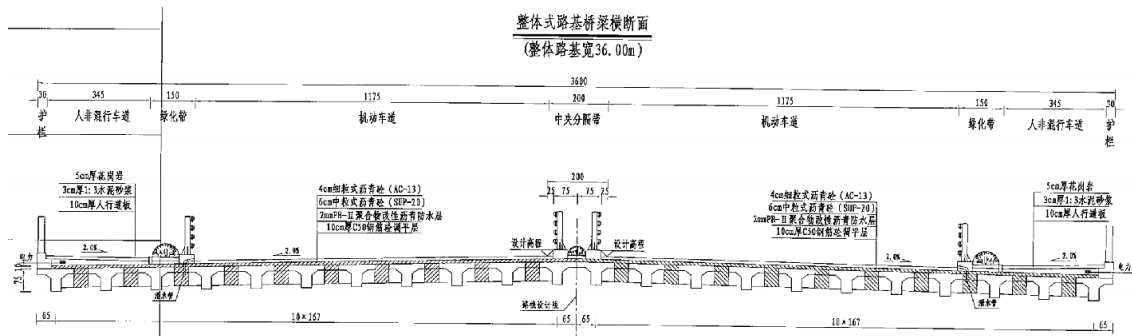 整体式路基桥梁横断面
(整体路基宽36.00m)
3600
30 345 150 1175 200 1175 150 345 30
护栏 人非混行车道 绿化带 机动车道 中央分隔带 机动车道 绿化带 人非混行车道 护栏
200
25 75 75 25
5cm厚花岗岩
3cm厚1:3水泥砂浆
10cm厚人行道板
4cm细粒式沥青砼(AC-13)
6cm中粒式沥青砼(SUP-20)
2mmPB-II聚合物改性沥青防水层
10cm厚C50钢筋砼调平层
4cm细粒式沥青砼(AC-13)
6cm中粒式沥青砼(SUP-20)
2mmPB-II聚合物改性沥青防水层
10cm厚C50钢筋砼调平层
5cm厚花岗岩
3cm厚1:3水泥砂浆
10cm厚人行道板
设计高程 设计高程
2.0% 2.0% 2.0% 2.0%
电力 电力
75
泄水管 泄水管
路线设计线
65 10×167 65 65 10×167 65